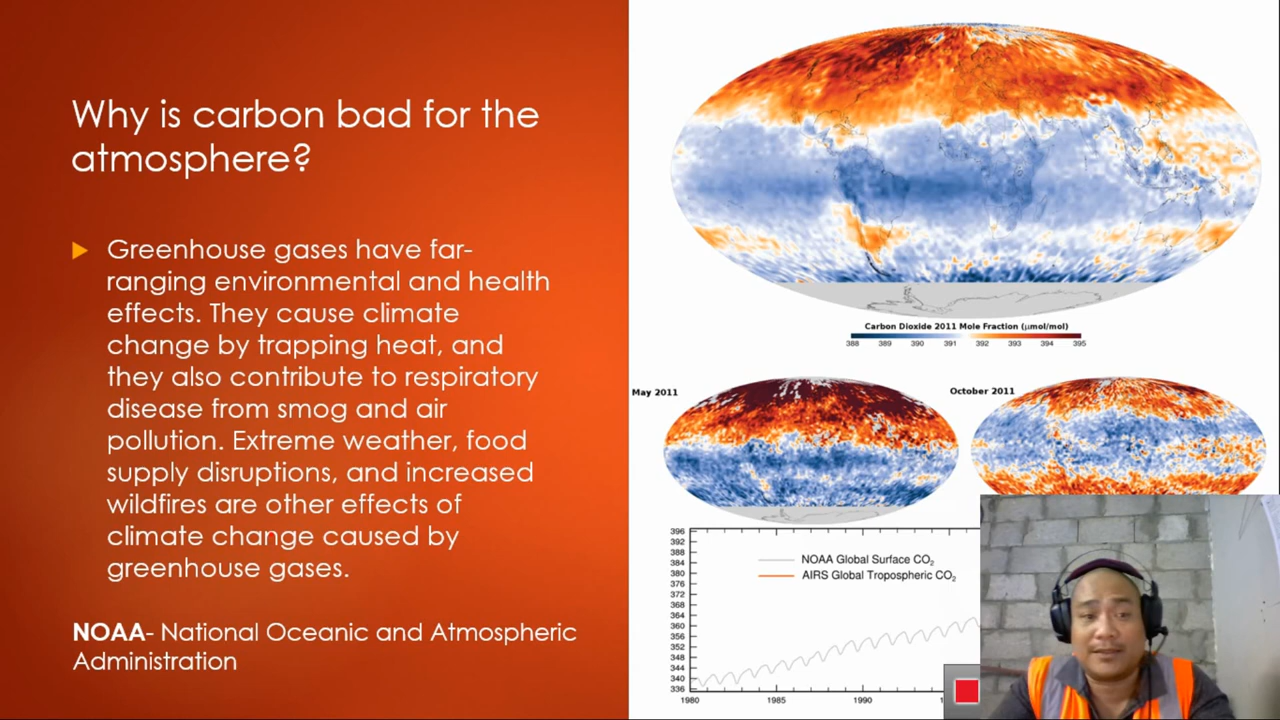 Why is carbon bad for the
atmosphere?
Greenhouse gases have far-
ranging environmental and health
effects. They cause climate
change by trapping heat, and
they also contribute to respiratory
disease from smog and air
pollution. Extreme weather, food
supply disruptions, and increased
wildfires are other effects of
climate change caused by
greenhouse gases.
NOAA- National Oceanic and Atmospheric
Administration
Carbon Dioxide 2011 Mole Fraction (µmol/mol)
388 389 390 391 392 393 394 395
May 2011
October 2011
NOAA Global Surface CO₂
AIRS Global Tropospheric CO₂
396
392
388
384
380
376
372
368
364
360
356
352
348
344
340
336
1980 1985 1990